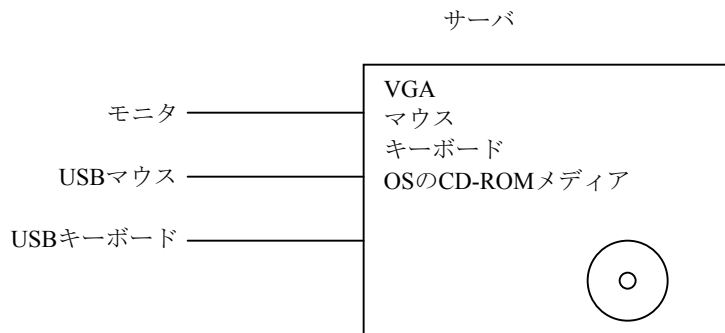 サーバ
VGA
マウス
キーボード
OSのCD-ROMメディア
モニタ
USBマウス
USBキーボード